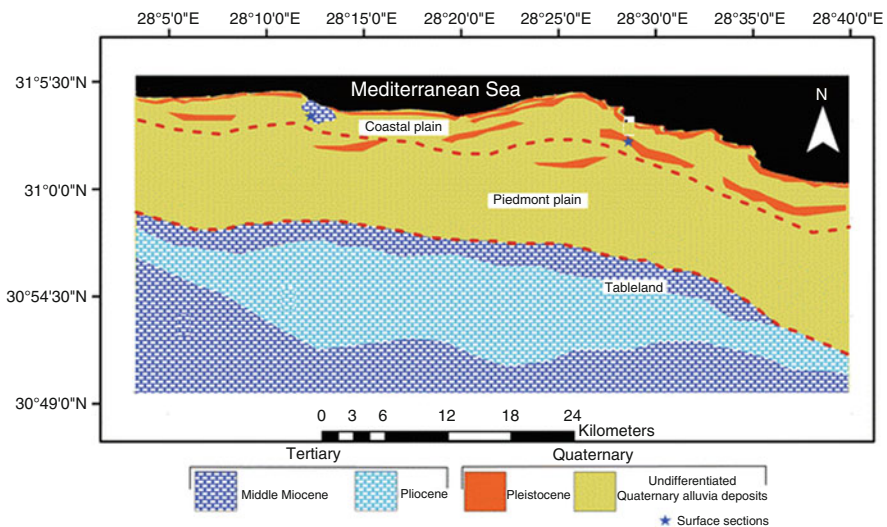 28°5'0"E 28°10'0"E 28°15'0"E 28°20'0"E 28°25'0"E 28°30'0"E 28°35'0"E 28°40'0"E
31°5'30"N
Mediterranean Sea
N
Coastal plain
31°0'0"N
Piedmont plain
Tableland
30°54'30"N
30°49'0"N
0 3 6 12 18 24
Kilometers
Tertiary
Quaternary
Middle Miocene
Pliocene
Pleistocene
Undifferentiated
Quaternary alluvia deposits
Surface sections